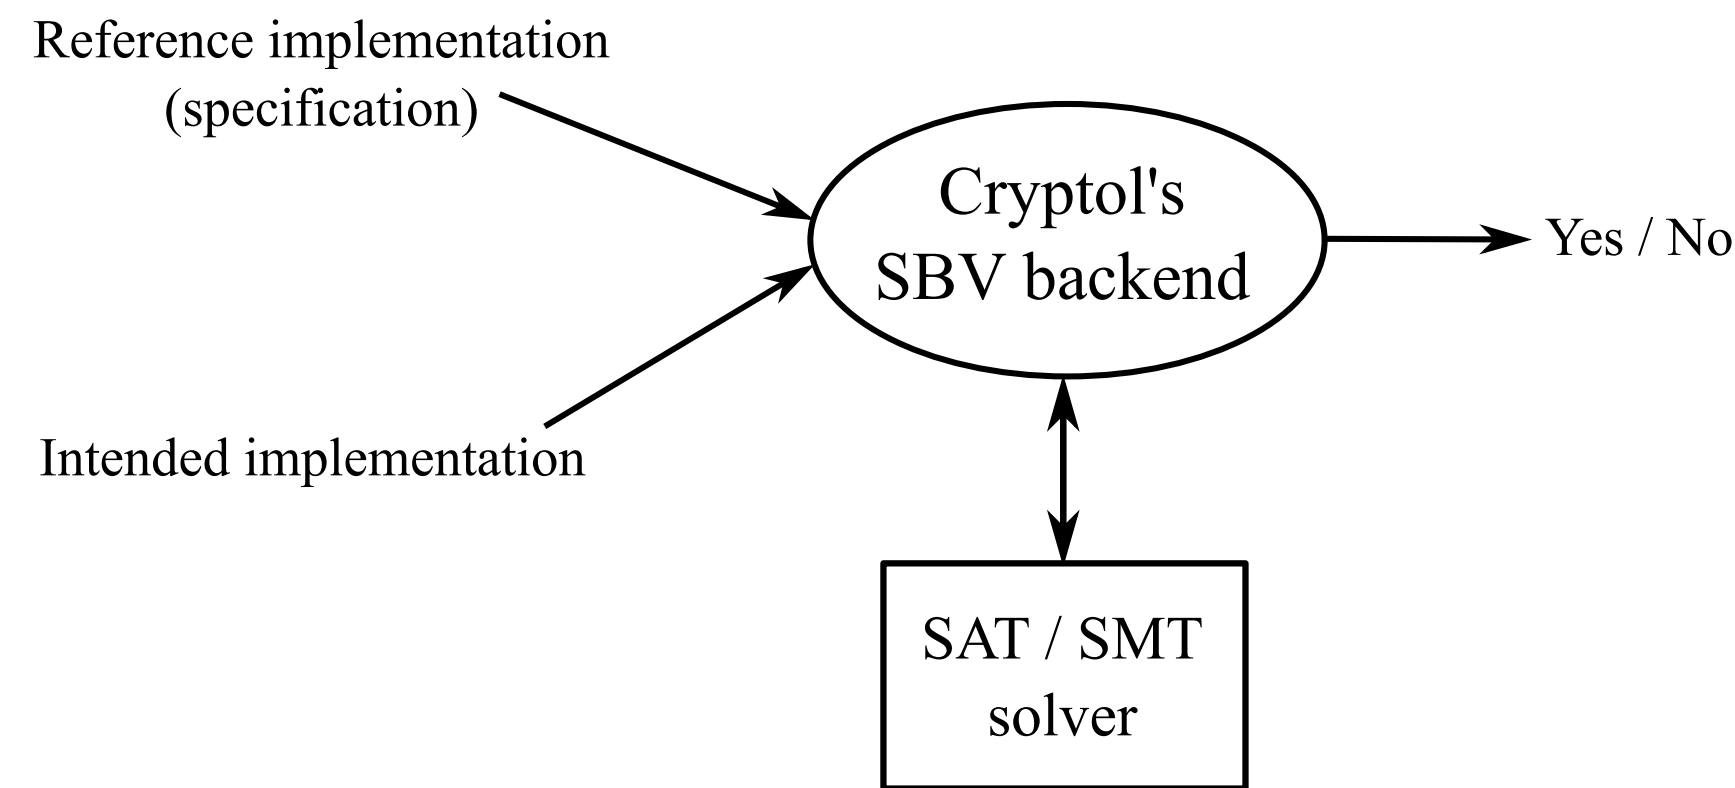 Reference implementation
(specification)
Cryptol's
SBV backend
Yes / No
Intended implementation
SAT / SMT
solver